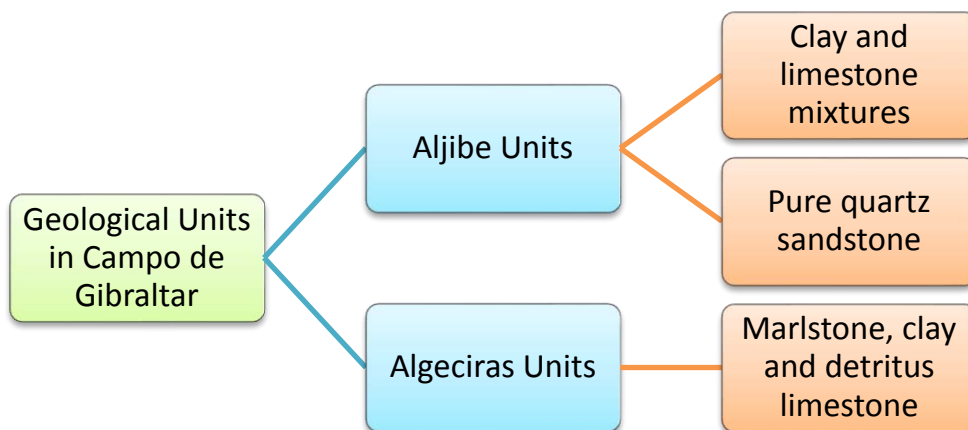 Geological Units
in Campo de
Gibraltar
Aljibe Units
Clay and
limestone
mixtures
Pure quartz
sandstone
Algeciras Units
Marlstone, clay
and detritus
limestone